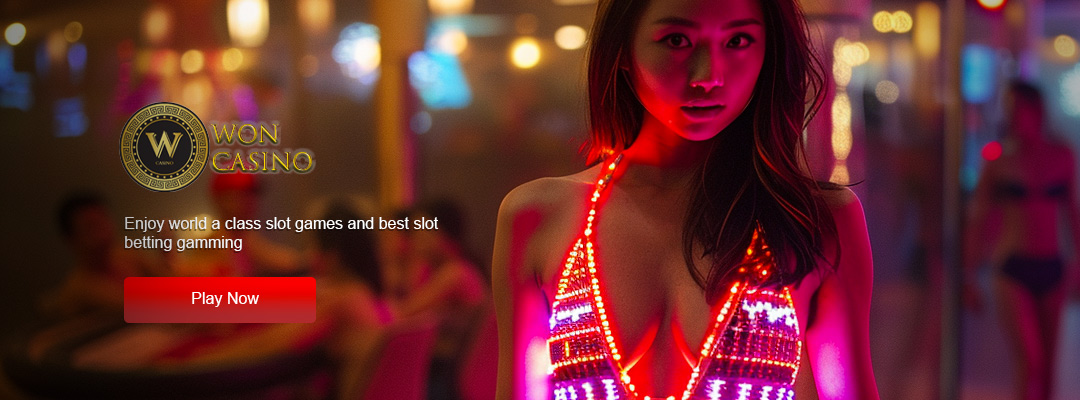 W
CASINO
WON
CASINO
Enjoy world a class slot games and best slot
betting gamming
Play Now